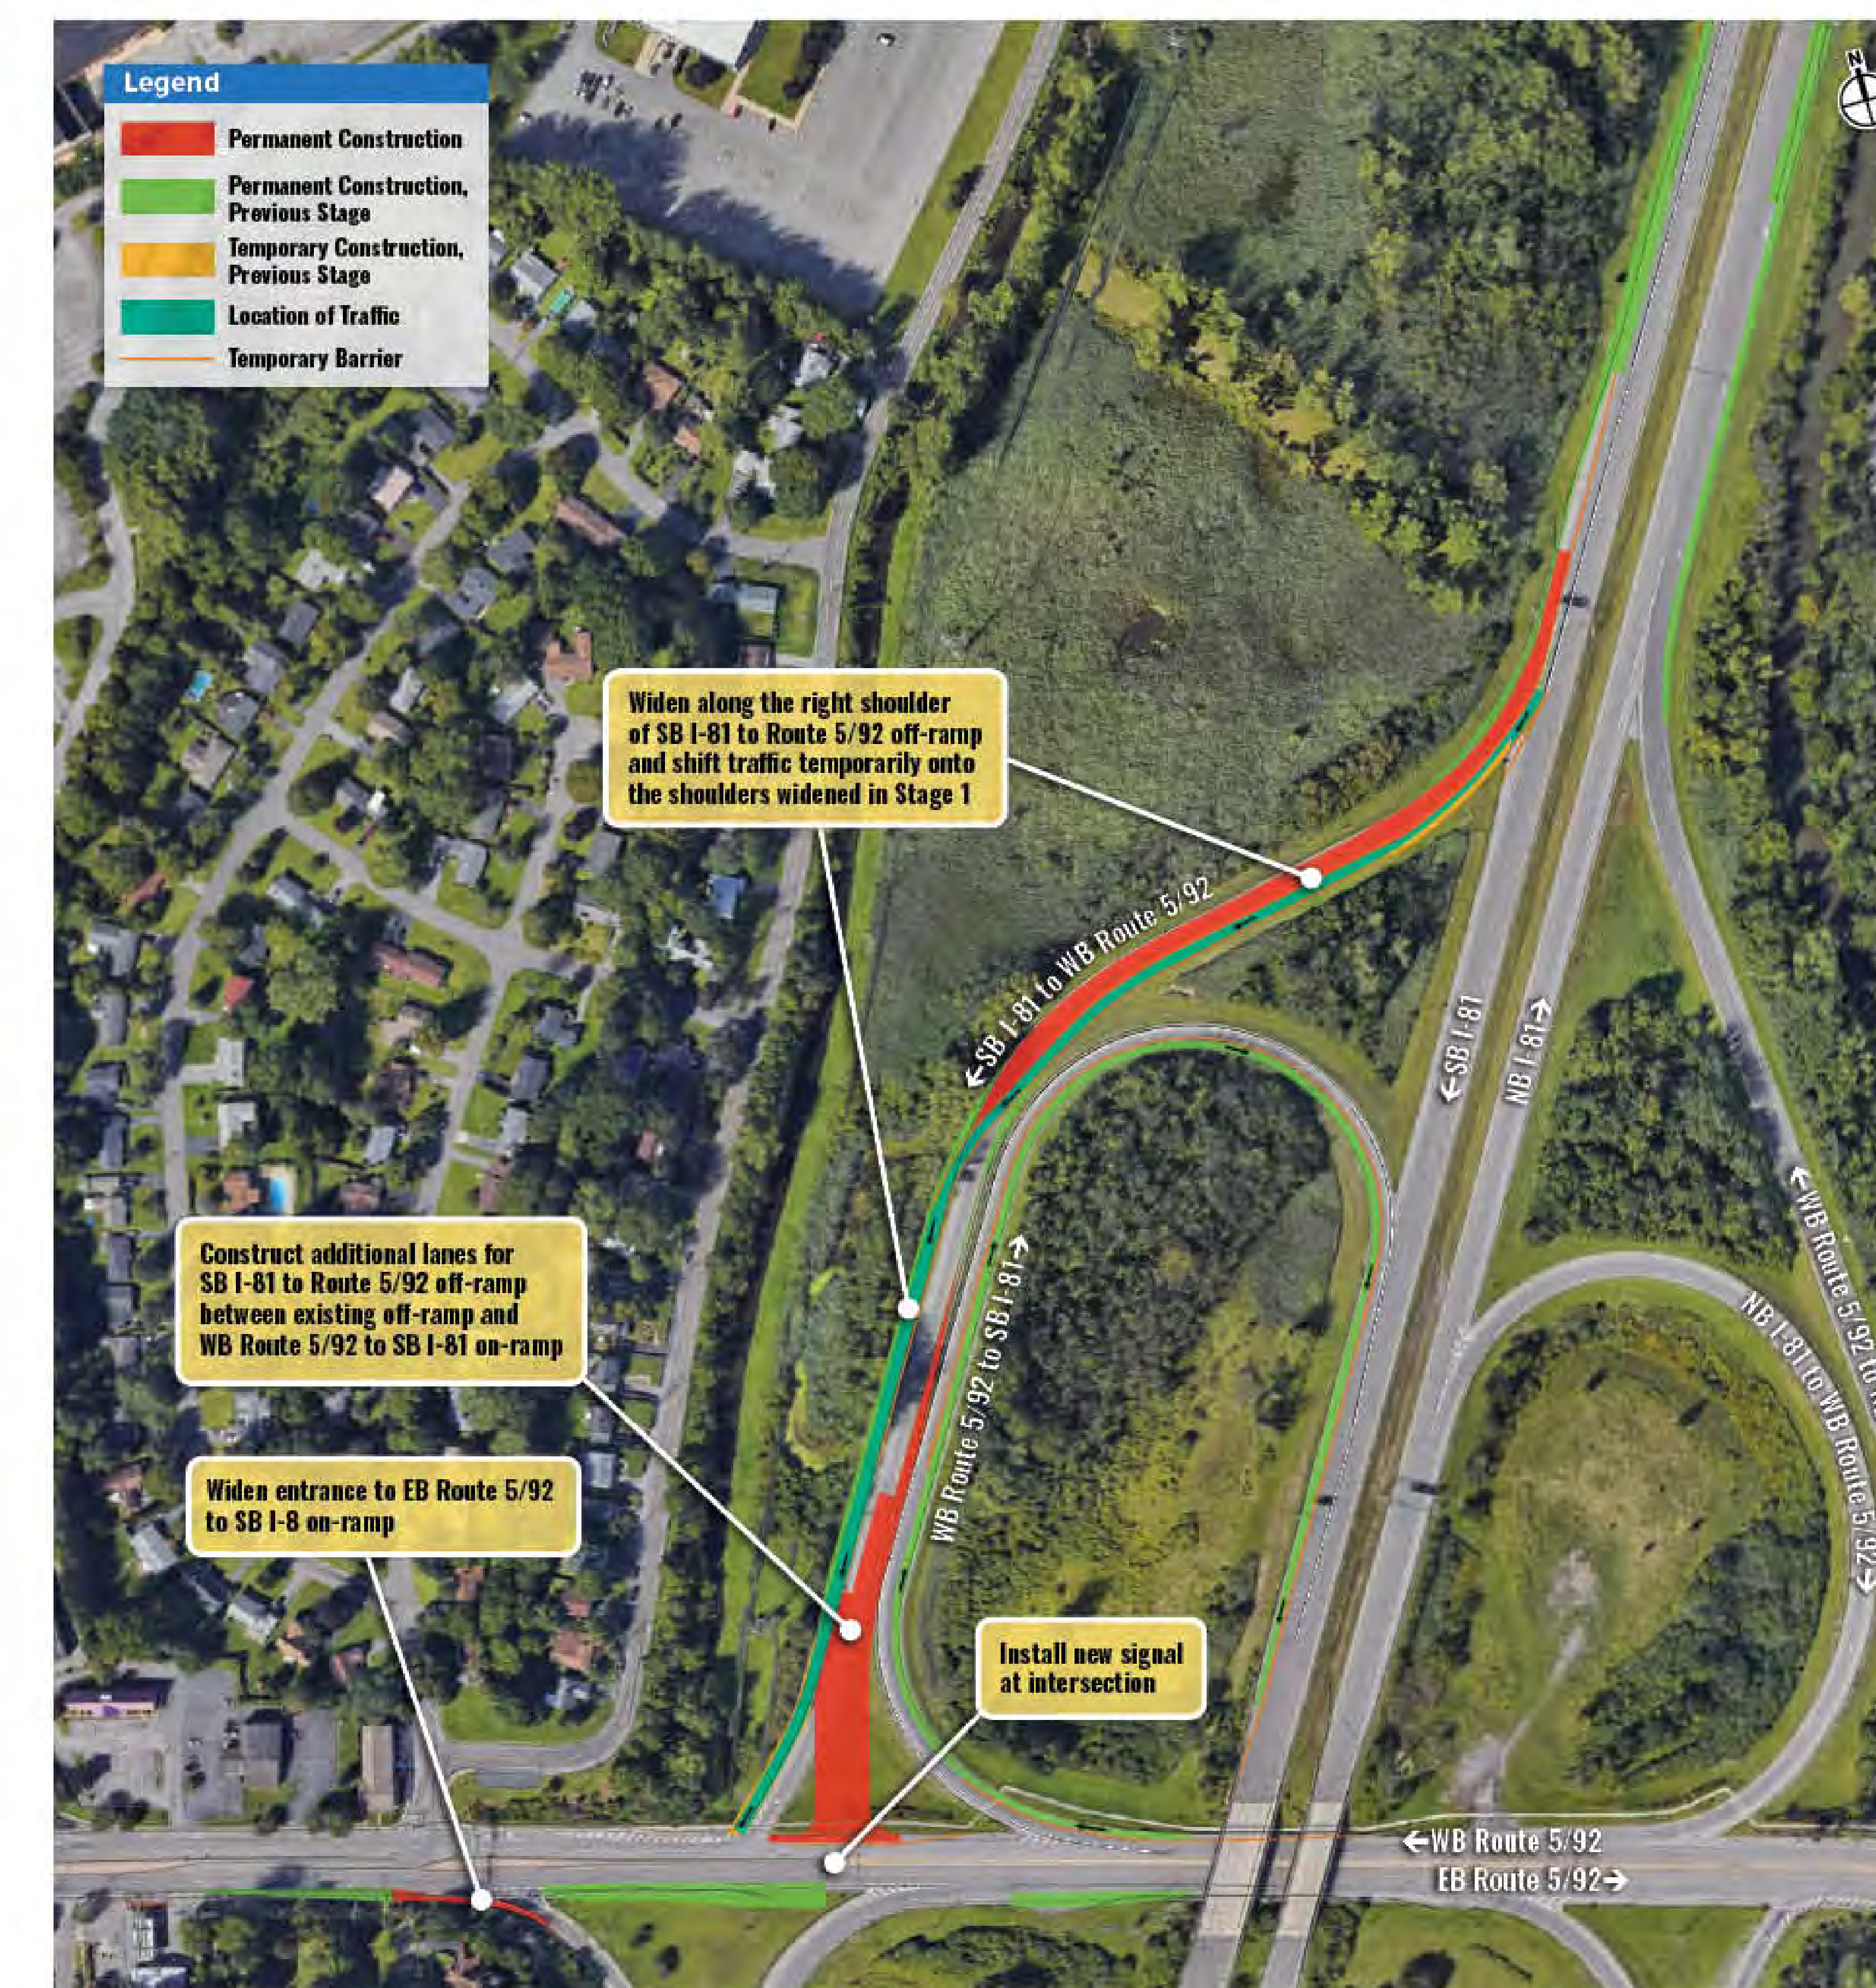 Legend
Permanent Construction
Permanent Construction,
Previous Stage
Temporary Construction,
Previous Stage
Location of Traffic
Temporary Barrier
N
Widen along the right shoulder
of SB I-81 to Route 5/92 off-ramp
and shift traffic temporarily onto
the shoulders widened in Stage 1
←SB I-81 to WB Route 5/92
←SB I-81
NB I-81→
←WB Route 5/92 to
Construct additional lanes for
SB I-81 to Route 5/92 off-ramp
between existing off-ramp and
WB Route 5/92 to SB I-81 on-ramp
WB Route 5/92 to SB I-81→
NB I-81 to WB Route 5/92→
Widen entrance to EB Route 5/92
to SB I-8 on-ramp
Install new signal
at intersection
←WB Route 5/92
EB Route 5/92→